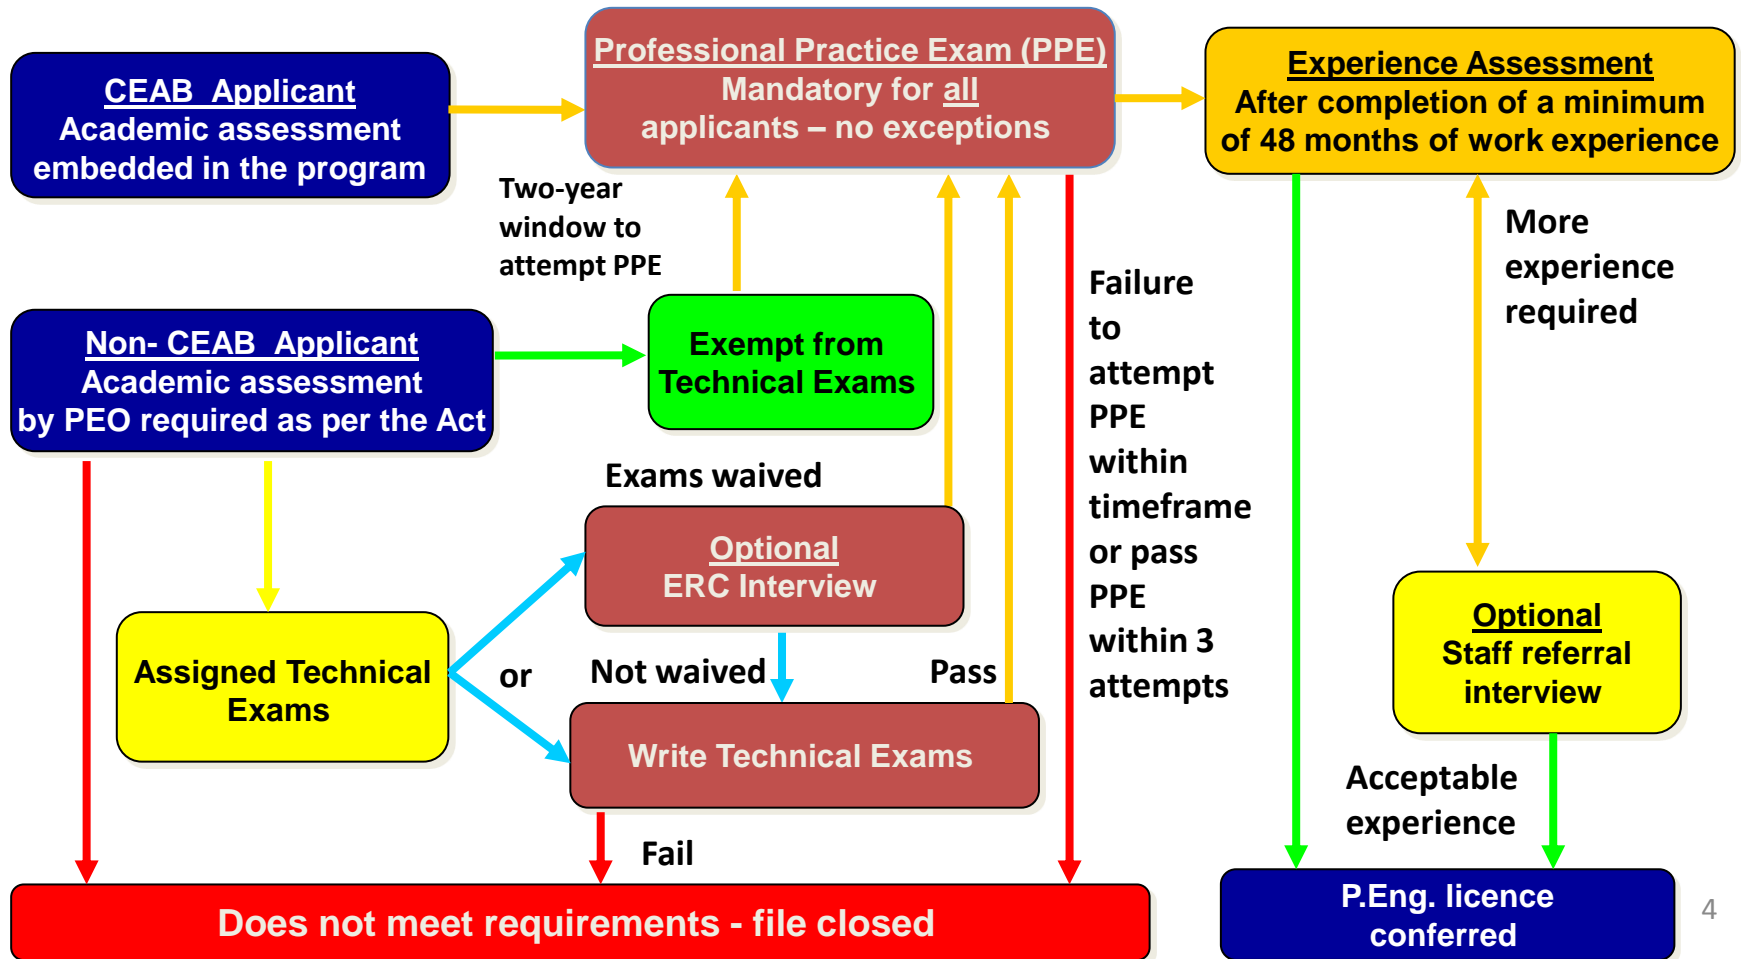 CEAB  Applicant
Academic assessment
embedded in the program
Professional Practice Exam (PPE)
Mandatory for all
applicants – no exceptions
Experience Assessment
After completion of a minimum
of 48 months of work experience
Two-year
window to
attempt PPE
More
experience
required
Non- CEAB  Applicant
Academic assessment
by PEO required as per the Act
Exempt from
Technical Exams
Failure
to
attempt
PPE
within
timeframe
or pass
PPE
within 3
attempts
Exams waived
Optional
ERC Interview
Assigned Technical
Exams
or
Not waived
Pass
Write Technical Exams
Optional
Staff referral
interview
Acceptable
experience
Fail
Does not meet requirements - file closed
P.Eng. licence
conferred
4